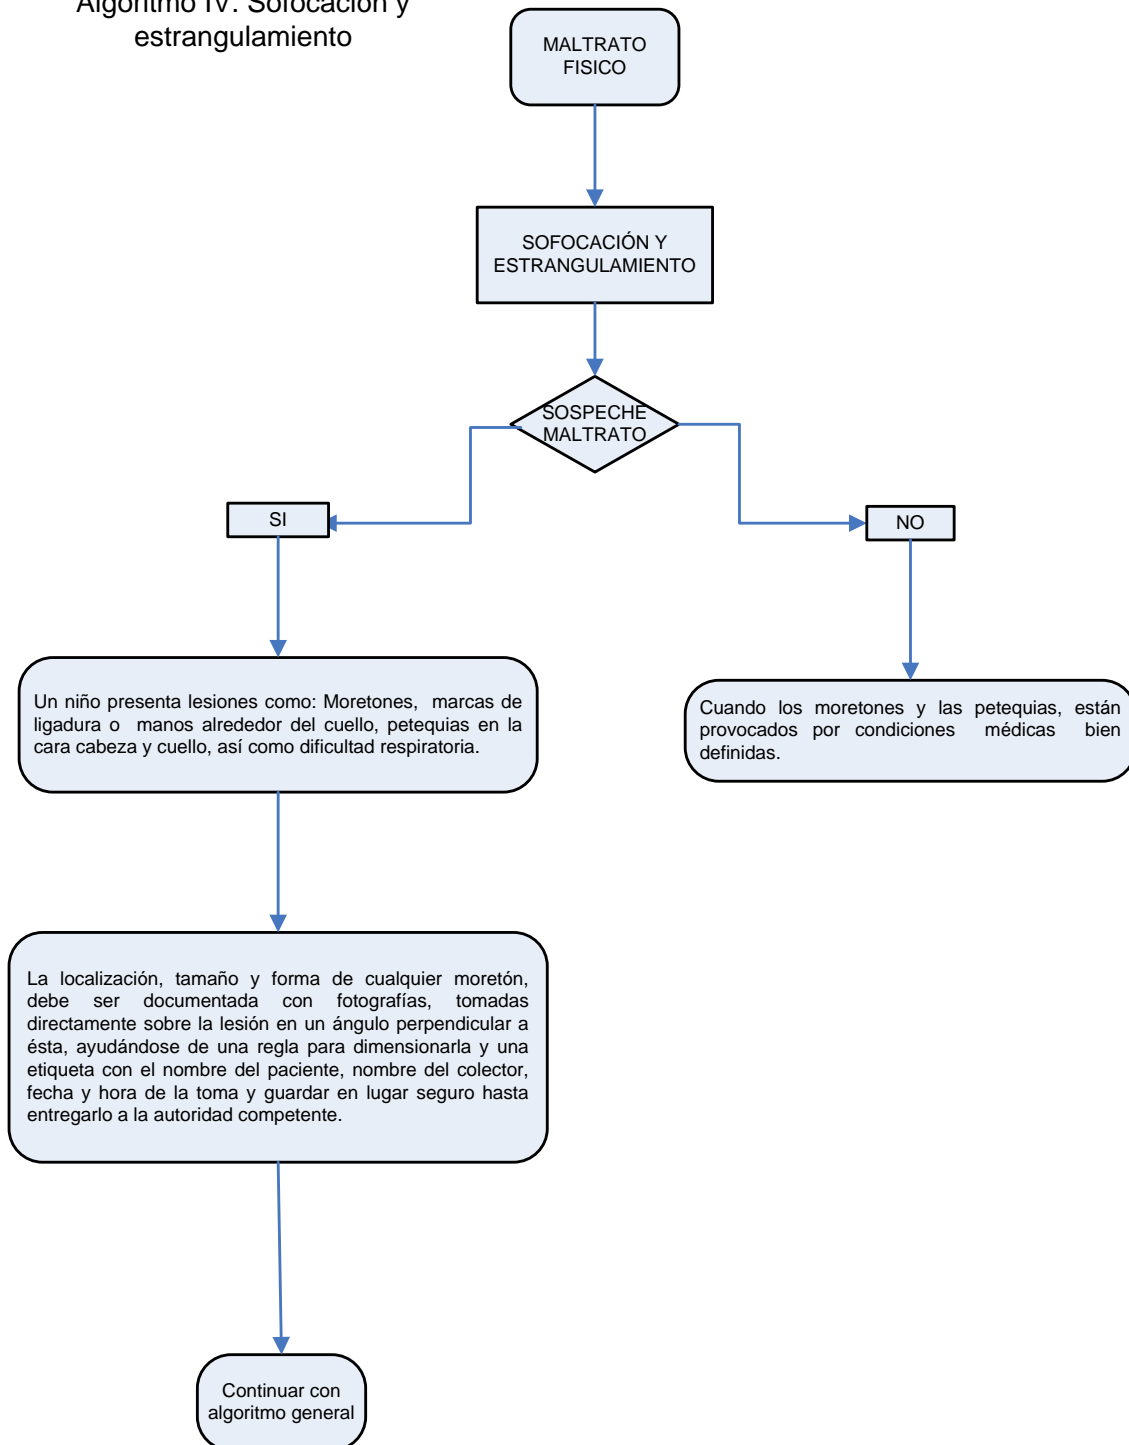 Algoritmo IV. Sofocación y
estrangulamiento
MALTRATO
FISICO
SOFOCACIÓN Y
ESTRANGULAMIENTO
SOSPECHE
MALTRATO
SI
NO
Un niño presenta lesiones como: Moretones, marcas de
ligadura o manos alrededor del cuello, petequias en la
cara cabeza y cuello, así como dificultad respiratoria.
Cuando los moretones y las petequias, están
provocados por condiciones médicas bien
definidas.
La localización, tamaño y forma de cualquier moretón,
debe ser documentada con fotografías, tomadas
directamente sobre la lesión en un ángulo perpendicular a
ésta, ayudándose de una regla para dimensionarla y una
etiqueta con el nombre del paciente, nombre del colector,
fecha y hora de la toma y guardar en lugar seguro hasta
entregarlo a la autoridad competente.
Continuar con
algoritmo general